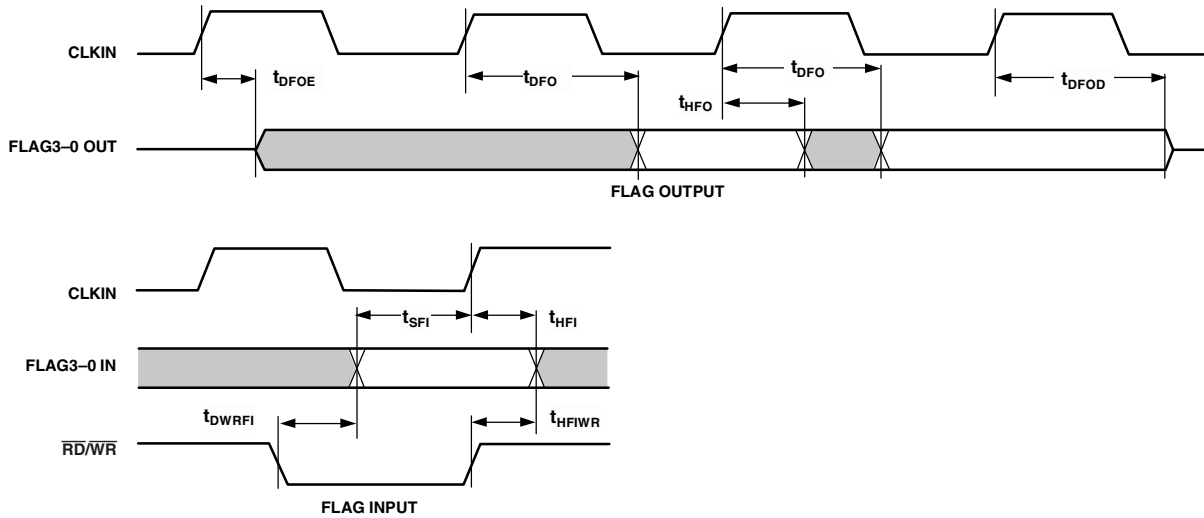 CLKIN
tDFOE
tDFO
tDFO
tHFO
tDFOD
FLAG3–0 OUT
FLAG OUTPUT
CLKIN
tSFI
tHFI
FLAG3–0 IN
tDWRFI
tHFIWR
RD/WR
FLAG INPUT